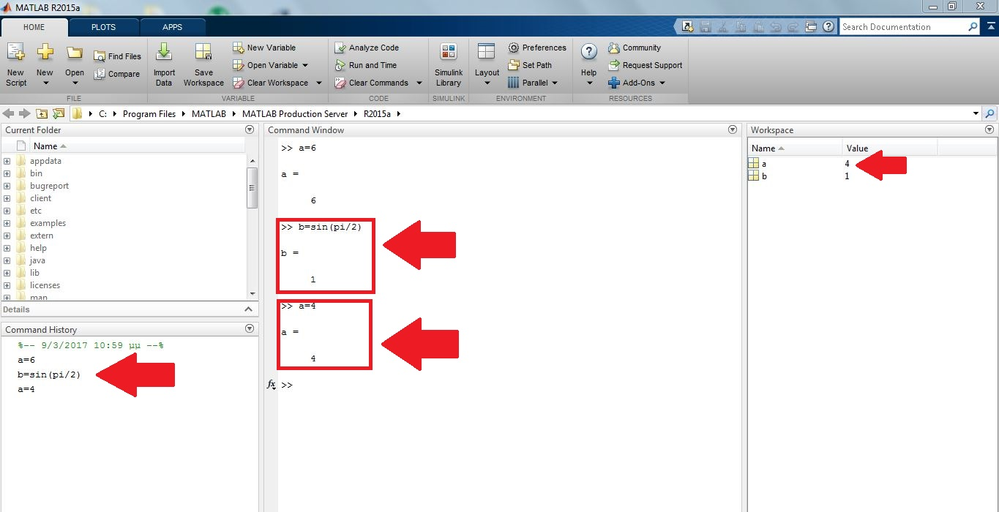 MATLAB R2015a
HOME PLOTS APPS
Search Documentation
New Script
New
Open
Find Files
Compare
FILE
Import Data
Save Workspace
New Variable
Open Variable
Clear Workspace
VARIABLE
Analyze Code
Run and Time
Clear Commands
CODE
Simulink Library
SIMULINK
Layout
Preferences
Set Path
Parallel
ENVIRONMENT
Help
Community
Request Support
Add-Ons
RESOURCES
C: Program Files MATLAB MATLAB Production Server R2015a
Current Folder
Name
appdata
bin
bugreport
client
etc
examples
extern
help
java
lib
licenses
man
Details
Command History
%-- 9/3/2017 10:59 μμ --%
a=6
b=sin(pi/2)
a=4
Command Window
>> a=6
a =
6
>> b=sin(pi/2)
b =
1
>> a=4
a =
4
fx >>
Workspace
Name Value
a 4
b 1